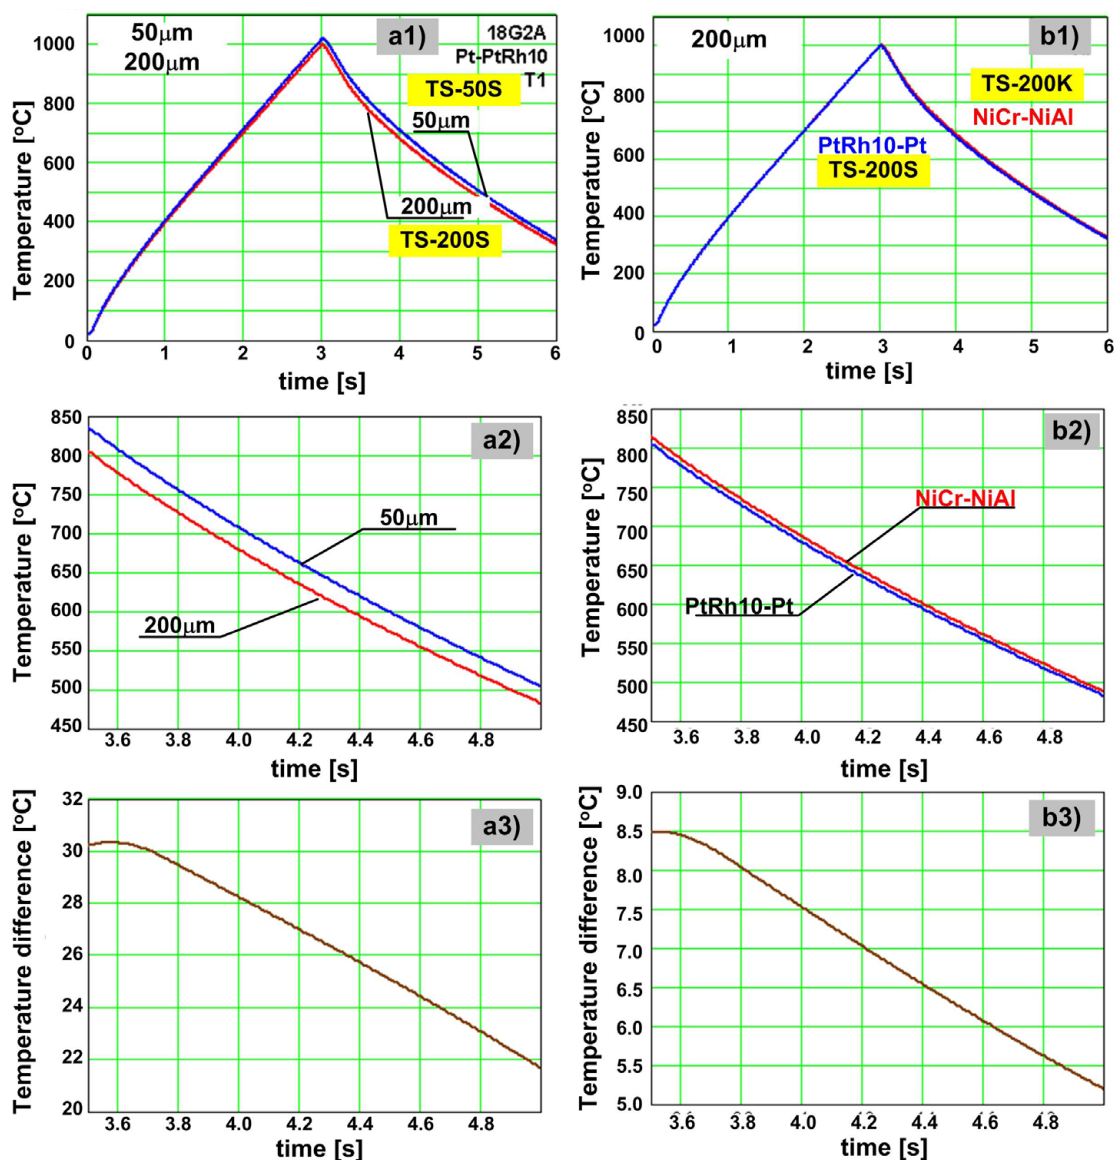 50μm
200μm
a1)
18G2A
Pt-PtRh10
T1
TS-50S
50μm
200μm
TS-200S
Temperature [°C]
1000
800
600
400
200
0
0 1 2 3 4 5 6
time [s]
200μm
b1)
TS-200K
NiCr-NiAl
PtRh10-Pt
TS-200S
Temperature [°C]
1000
800
600
400
200
0
0 1 2 3 4 5 6
time [s]
a2)
50μm
200μm
Temperature [°C]
850
800
750
700
650
600
550
500
450
3.6 3.8 4.0 4.2 4.4 4.6 4.8
time [s]
b2)
NiCr-NiAl
PtRh10-Pt
Temperature [°C]
850
800
750
700
650
600
550
500
450
3.6 3.8 4.0 4.2 4.4 4.6 4.8
time [s]
a3)
Temperature difference [°C]
32
30
28
26
24
22
20
3.6 3.8 4.0 4.2 4.4 4.6 4.8
time [s]
b3)
Temperature difference [°C]
9.0
8.5
8.0
7.5
7.0
6.5
6.0
5.5
5.0
3.6 3.8 4.0 4.2 4.4 4.6 4.8
time [s]